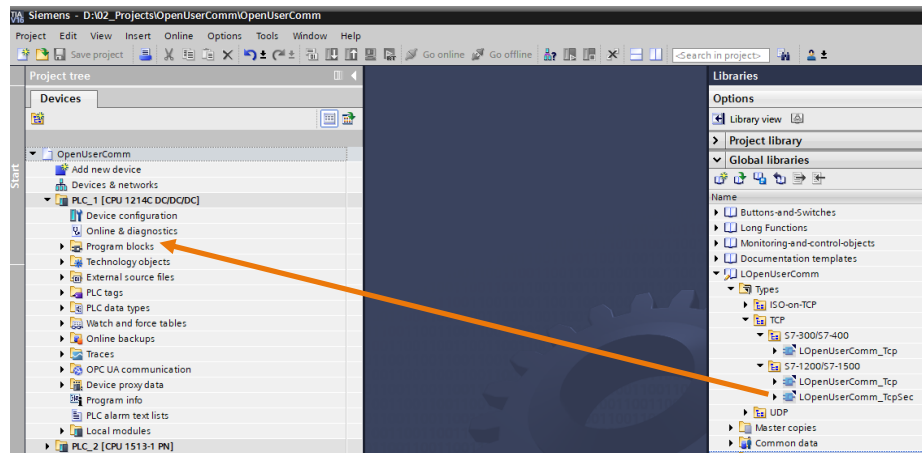 Siemens - D:\02_Projects\OpenUserComm\OpenUserComm
Project Edit View Insert Online Options Tools Window Help
Save project Go online Go offline <Search in project>
Project tree
Devices
Start
OpenUserComm
Add new device
Devices & networks
PLC_1 [CPU 1214C DC/DC/DC]
Device configuration
Online & diagnostics
Program blocks
Technology objects
External source files
PLC tags
PLC data types
Watch and force tables
Online backups
Traces
OPC UA communication
Device proxy data
Program info
PLC alarm text lists
Local modules
PLC_2 [CPU 1513-1 PN]
Libraries
Options
Library view
Project library
Global libraries
Name
Buttons-and-Switches
Long Functions
Monitoring-and-control-objects
Documentation templates
LOpenUserComm
Types
ISO-on-TCP
TCP
S7-300/S7-400
LOpenUserComm_Tcp
S7-1200/S7-1500
LOpenUserComm_Tcp
LOpenUserComm_TcpSec
UDP
Master copies
Common data